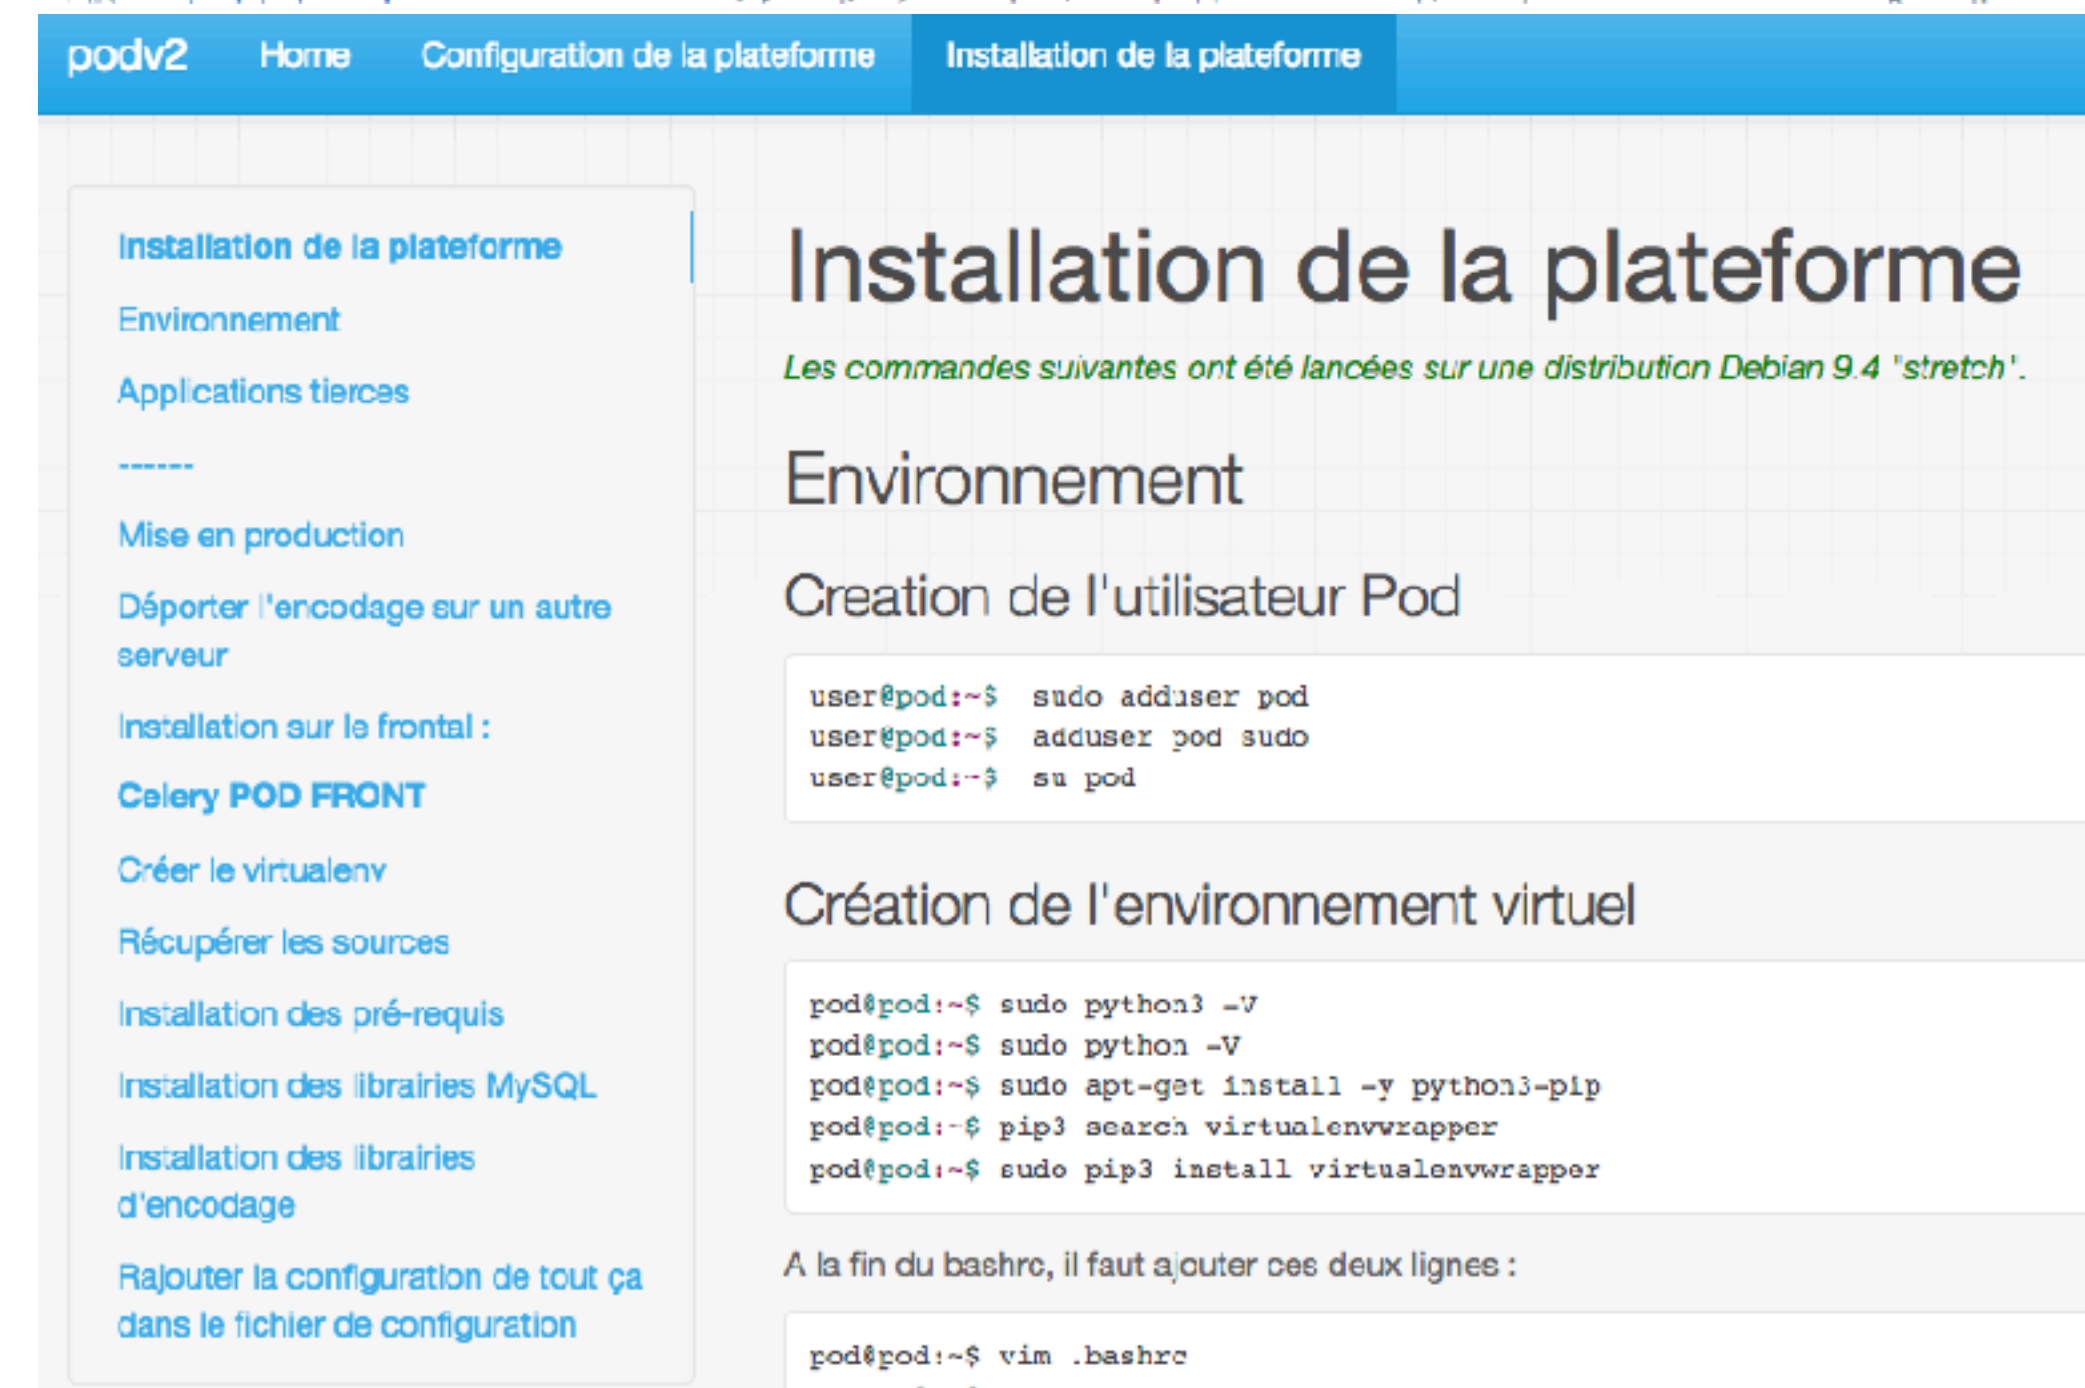 podv2 Home Configuration de la plateforme Installation de la plateforme
Installation de la plateforme
Environnement
Applications tierces
------
Mise en production
Déporter l'encodage sur un autre
serveur
Installation sur le frontal :
Celery POD FRONT
Créer le virtualenv
Récupérer les sources
Installation des pré-requis
Installation des librairies MySQL
Installation des librairies
d'encodage
Rajouter la configuration de tout ça
dans le fichier de configuration
Installation de la plateforme
Les commandes suivantes ont été lancées sur une distribution Debian 9.4 "stretch".
Environnement
Creation de l'utilisateur Pod
user@pod:~$ sudo adduser pod
user@pod:~$ adduser pod sudo
user@pod:~$ su pod
Création de l'environnement virtuel
pod@pod:~$ sudo python3 -V
pod@pod:~$ sudo python -V
pod@pod:~$ sudo apt-get install -y python3-pip
pod@pod:~$ pip3 search virtualenvwrapper
pod@pod:~$ sudo pip3 install virtualenvwrapper
A la fin du bashrc, il faut ajouter ces deux lignes :
pod@pod:~$ vim .bashrc